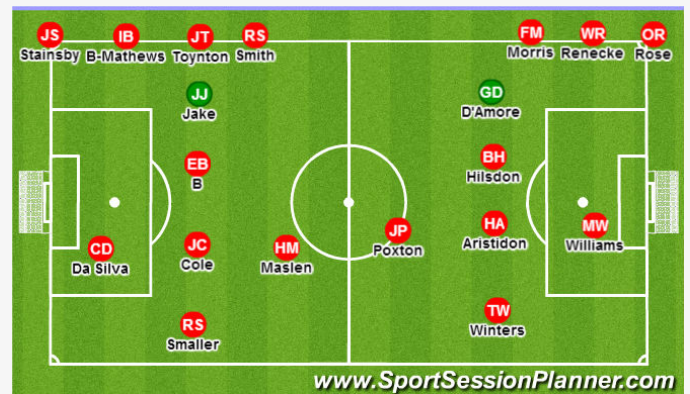 JS IB JT RS FM WR OR
Stainsby B-Mathews Toynton Smith Morris Renecke Rose
JJ GD
Jake D'Amore
EB BH
B Hilsdon
CD JC HM JP HA MW
Da Silva Cole Maslen Poxton Aristidon Williams
RS TW
Smaller Winters
www.SportSessionPlanner.com